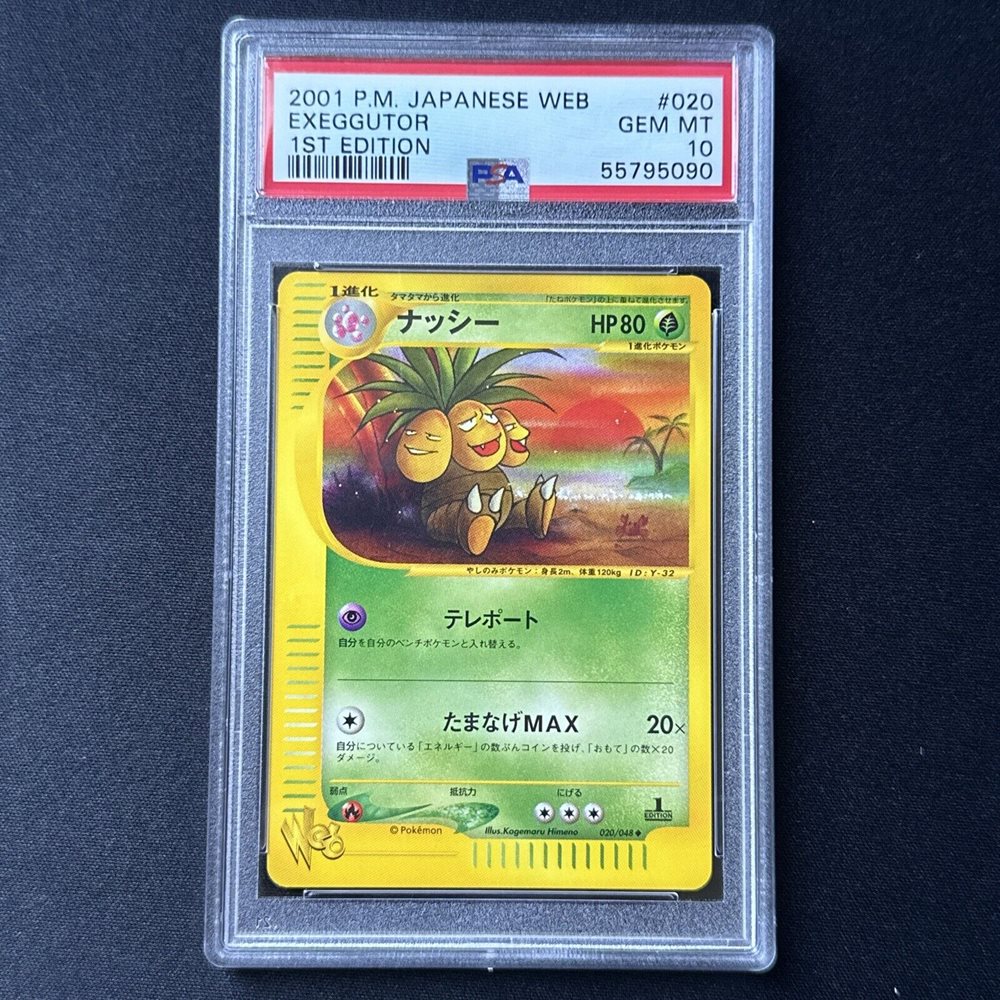 2001 P.M. JAPANESE WEB #020
EXEGGUTOR GEM MT
1ST EDITION 10
PSA 55795090
1進化 タマタマから進化 「たねポケモン」の上に重ねて進化させます。
ナッシー HP80
1進化ポケモン
やしのみポケモン:身長2m、体重120kg ID:Y-32
テレポート
自分を自分のベンチポケモンと入れ替える。
たまなげMAX 20×
自分についている「エネルギー」の数ぶんコインを投げ、「おもて」の数×20
ダメージ。
弱点 抵抗力 にげる
1
EDITION
Web ©Pokémon Illus.Kagemaru Himeno 020/048